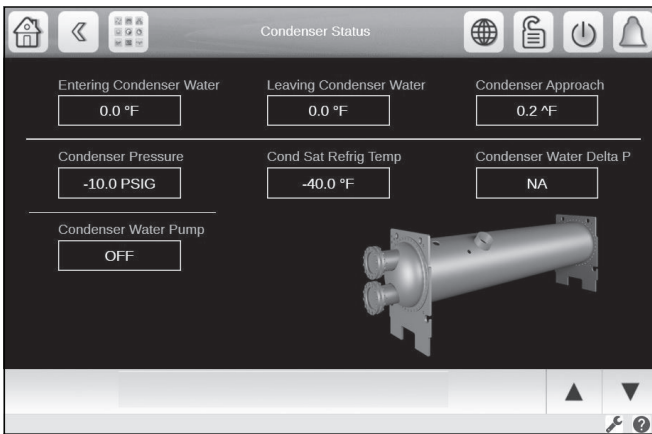 Condenser Status
Entering Condenser Water
Leaving Condenser Water
Condenser Approach
0.0 °F
0.0 °F
0.2 ^F
Condenser Pressure
Cond Sat Refrig Temp
Condenser Water Delta P
-10.0 PSIG
-40.0 °F
NA
Condenser Water Pump
OFF
?